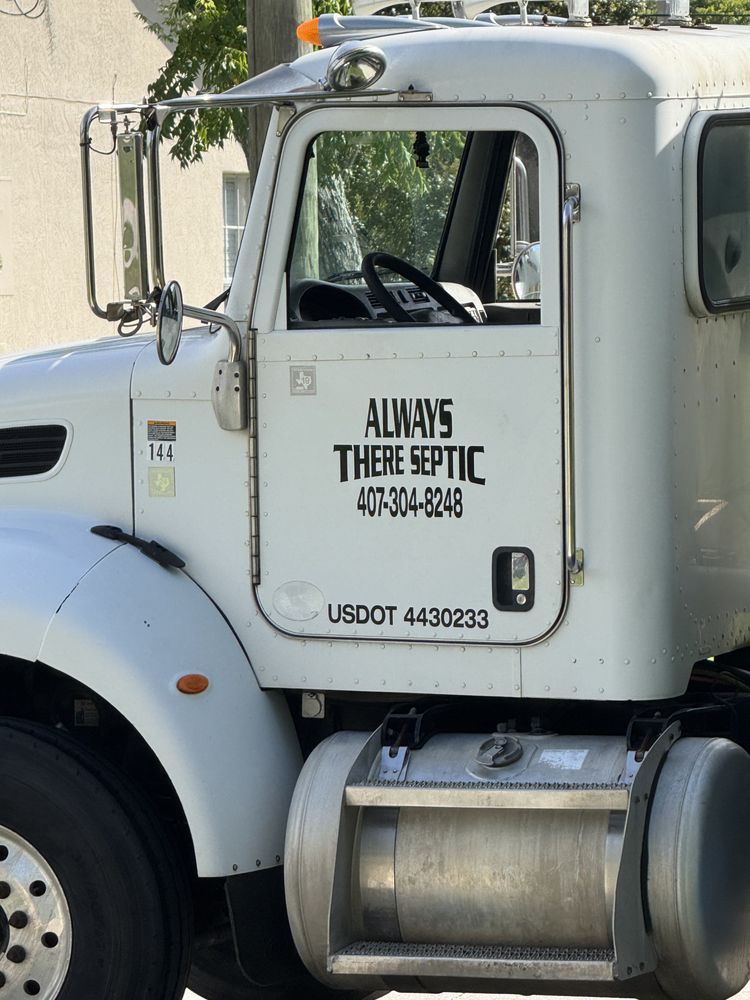 ALWAYS
THERE SEPTIC
407-304-8248
144
USDOT 4430233